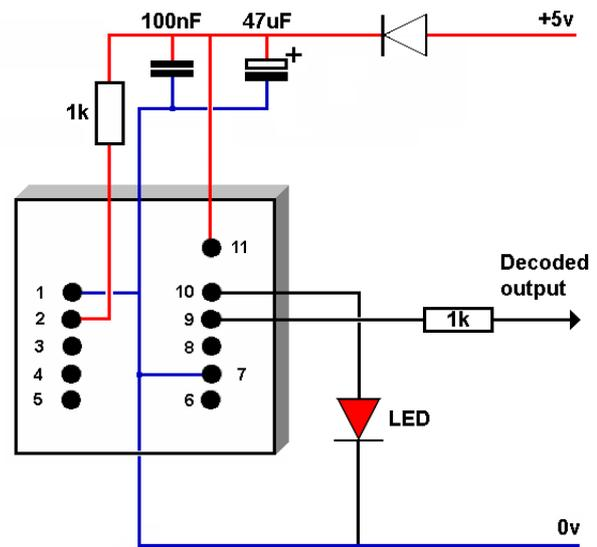 100nF 47uF +5v
+
1k
11
Decoded
output
1 10
2 9 1k
3 8
4 7
5 6
LED
0v